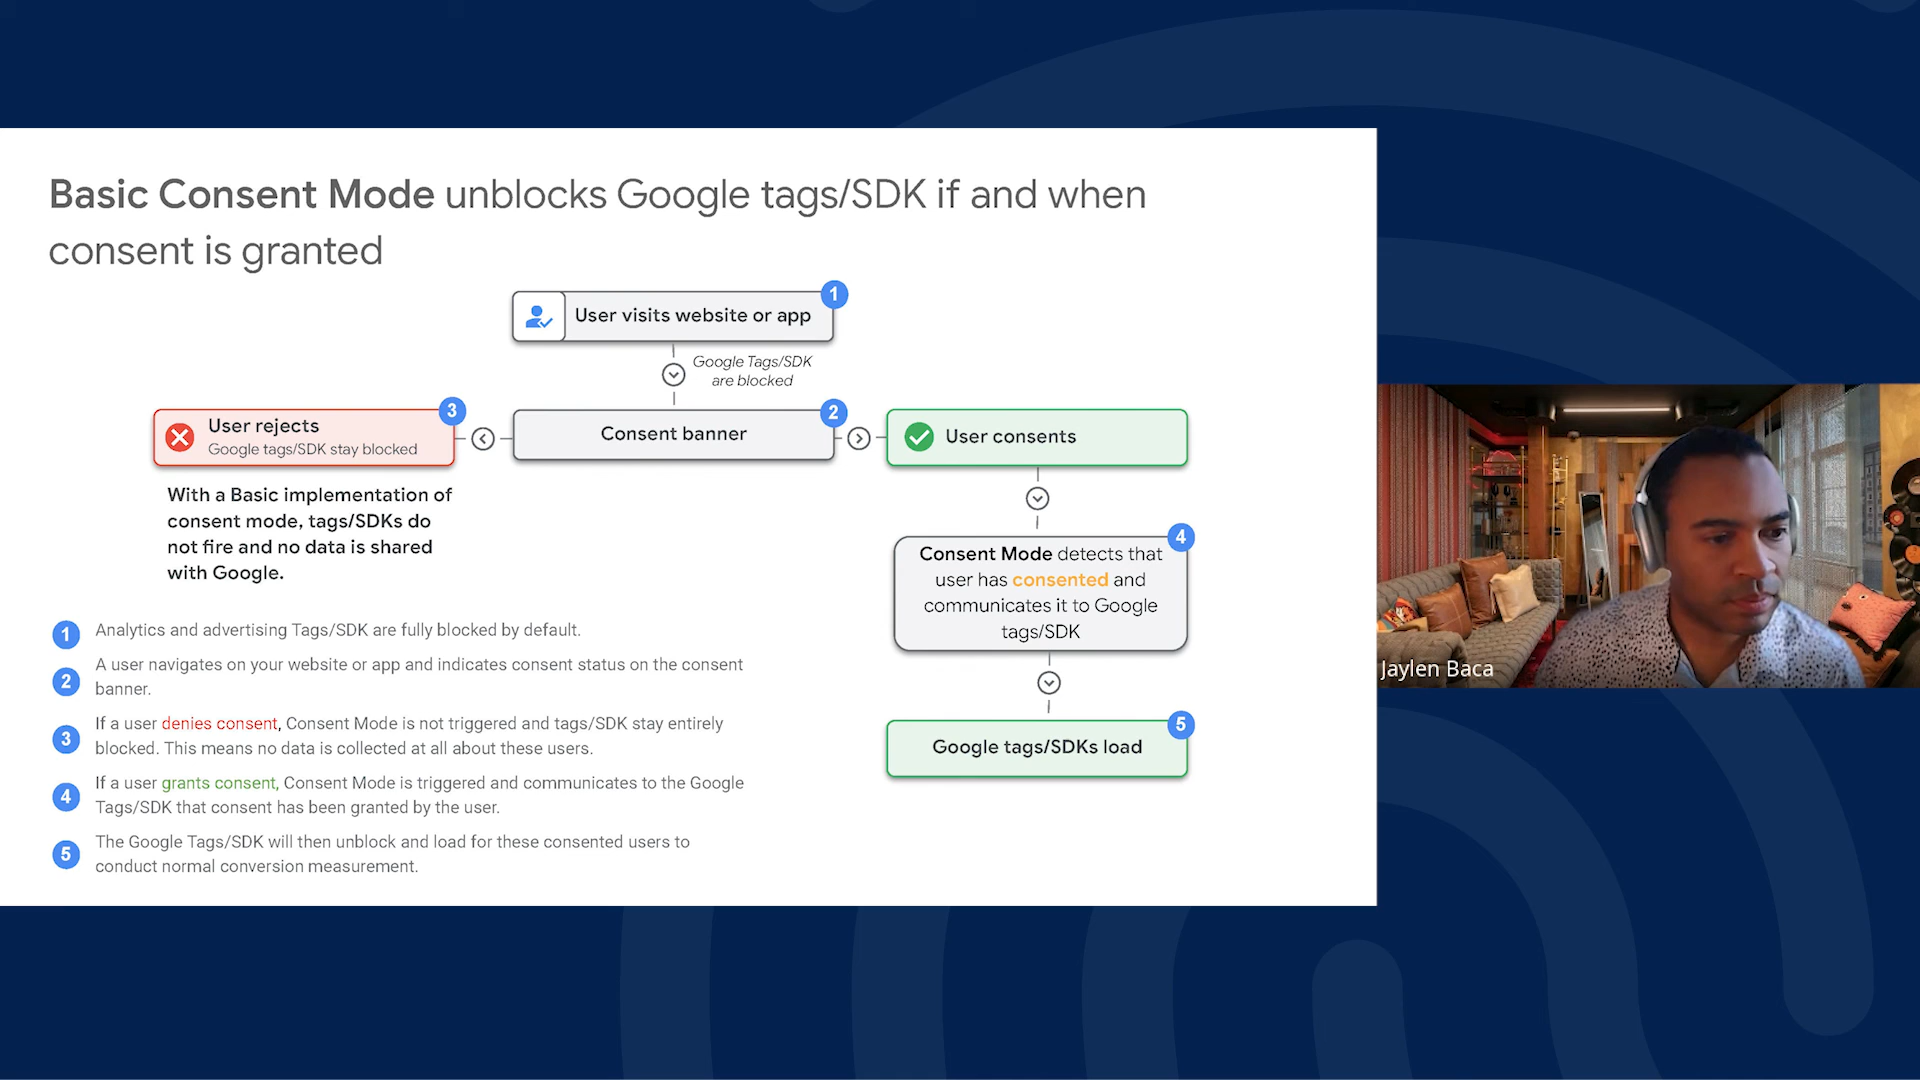 Basic Consent Mode unblocks Google tags/SDK if and when
consent is granted
1
User visits website or app
Google Tags/SDK
are blocked
3
User rejects
Google tags/SDK stay blocked
2
Consent banner
User consents
With a Basic implementation of
consent mode, tags/SDKs do
not fire and no data is shared
with Google.
4
Consent Mode detects that
user has consented and
communicates it to Google
tags/SDK
5
Google tags/SDKs load
1 Analytics and advertising Tags/SDK are fully blocked by default.
2 A user navigates on your website or app and indicates consent status on the consent
banner.
3 If a user denies consent, Consent Mode is not triggered and tags/SDK stay entirely
blocked. This means no data is collected at all about these users.
4 If a user grants consent, Consent Mode is triggered and communicates to the Google
Tags/SDK that consent has been granted by the user.
5 The Google Tags/SDK will then unblock and load for these consented users to
conduct normal conversion measurement.
Jaylen Baca